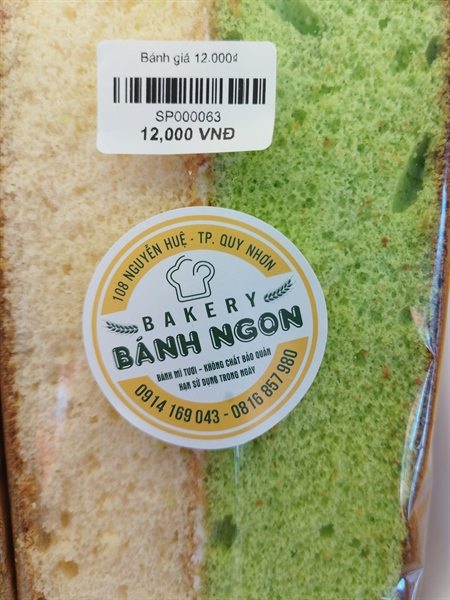 Bánh giá 12.000đ
SP000063
12,000 VNĐ
108 NGUYỄN HUỆ - TP. QUY NHƠN
BAKERY
BÁNH NGON
BÁNH MÌ TƯƠI - KHÔNG CHẤT BẢO QUẢN
HẠN SỬ DỤNG TRONG NGÀY
0914 169 043 - 0816 857 980